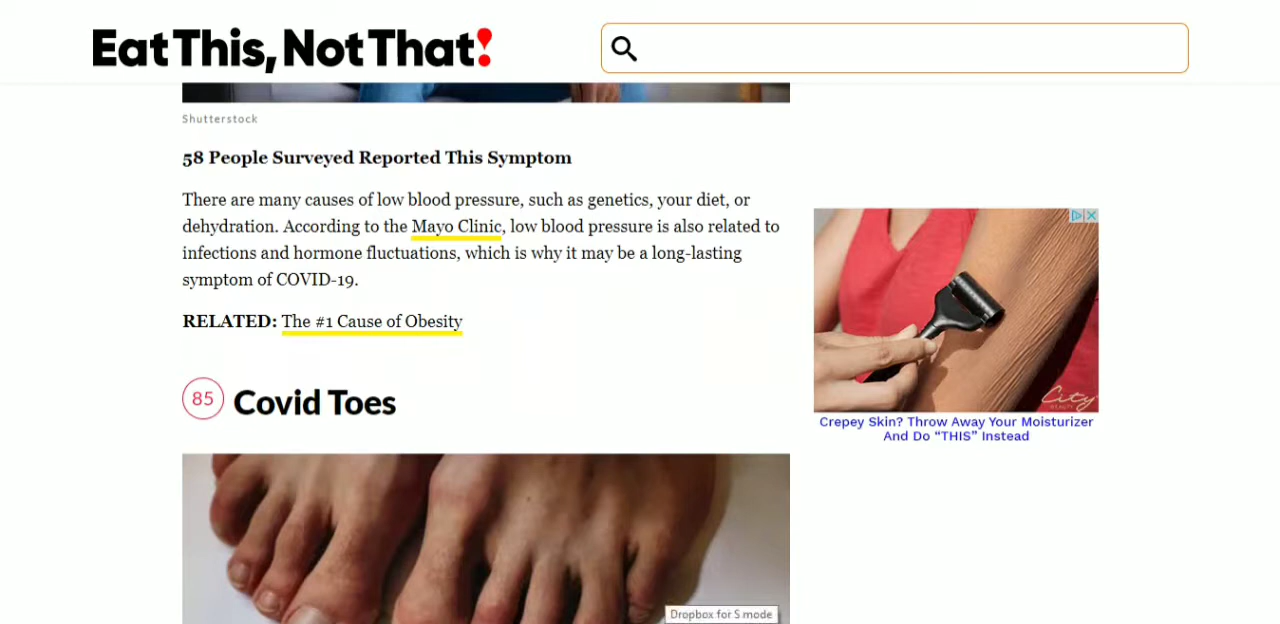 Eat This, Not That!
Shutterstock
58 People Surveyed Reported This Symptom
There are many causes of low blood pressure, such as genetics, your diet, or
dehydration. According to the Mayo Clinic, low blood pressure is also related to
infections and hormone fluctuations, which is why it may be a long-lasting
symptom of COVID-19.
RELATED: The #1 Cause of Obesity
85 Covid Toes
Dropbox for S mode
City
BEAUTY
Crepey Skin? Throw Away Your Moisturizer
And Do “THIS” Instead